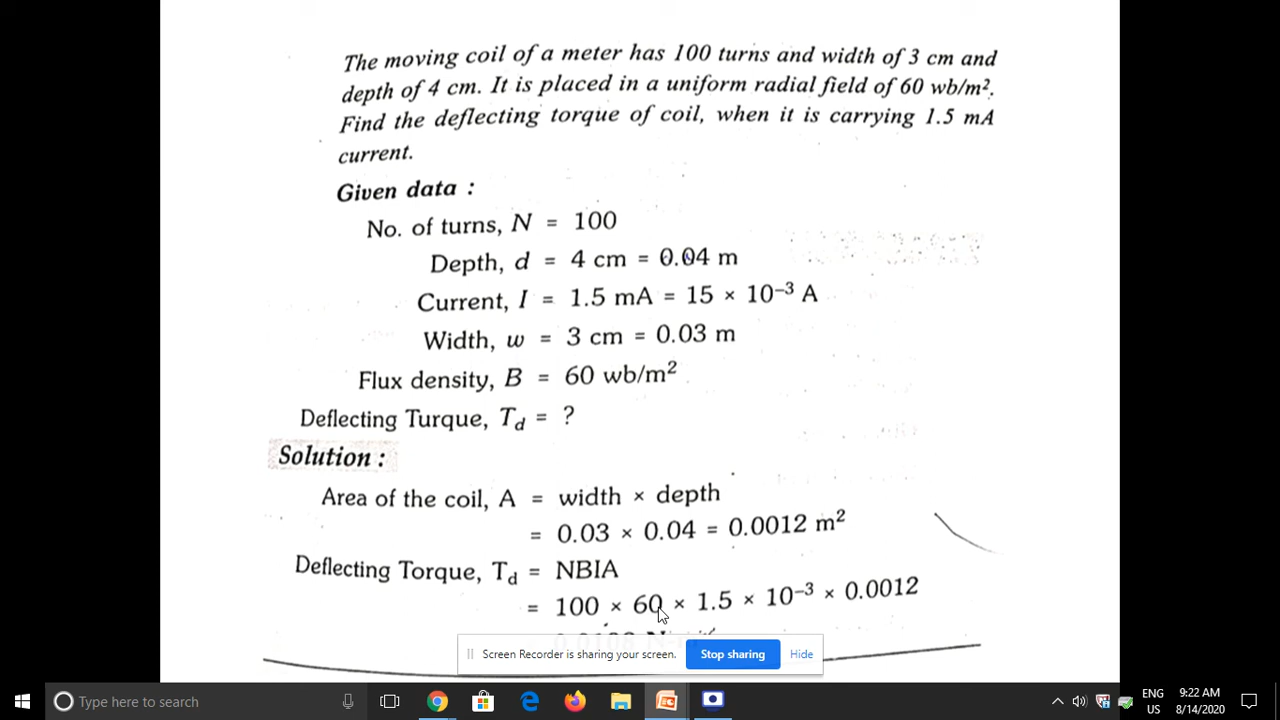 The moving coil of a meter has 100 turns and width of 3 cm and
depth of 4 cm. It is placed in a uniform radial field of 60 wb/m².
Find the deflecting torque of coil, when it is carrying 1.5 mA
current.
Given data :
No. of turns, N = 100
Depth, d = 4 cm = 0.04 m
Current, I = 1.5 mA = 15 × 10⁻³ A
Width, w = 3 cm = 0.03 m
Flux density, B = 60 wb/m²
Deflecting Turque, T_d = ?
Solution :
Area of the coil, A = width × depth
= 0.03 × 0.04 = 0.0012 m²
Deflecting Torque, T_d = NBIA
= 100 × 60 × 1.5 × 10⁻³ × 0.0012
Screen Recorder is sharing your screen. Stop sharing Hide
Type here to search
ENG 9:22 AM
US 8/14/2020